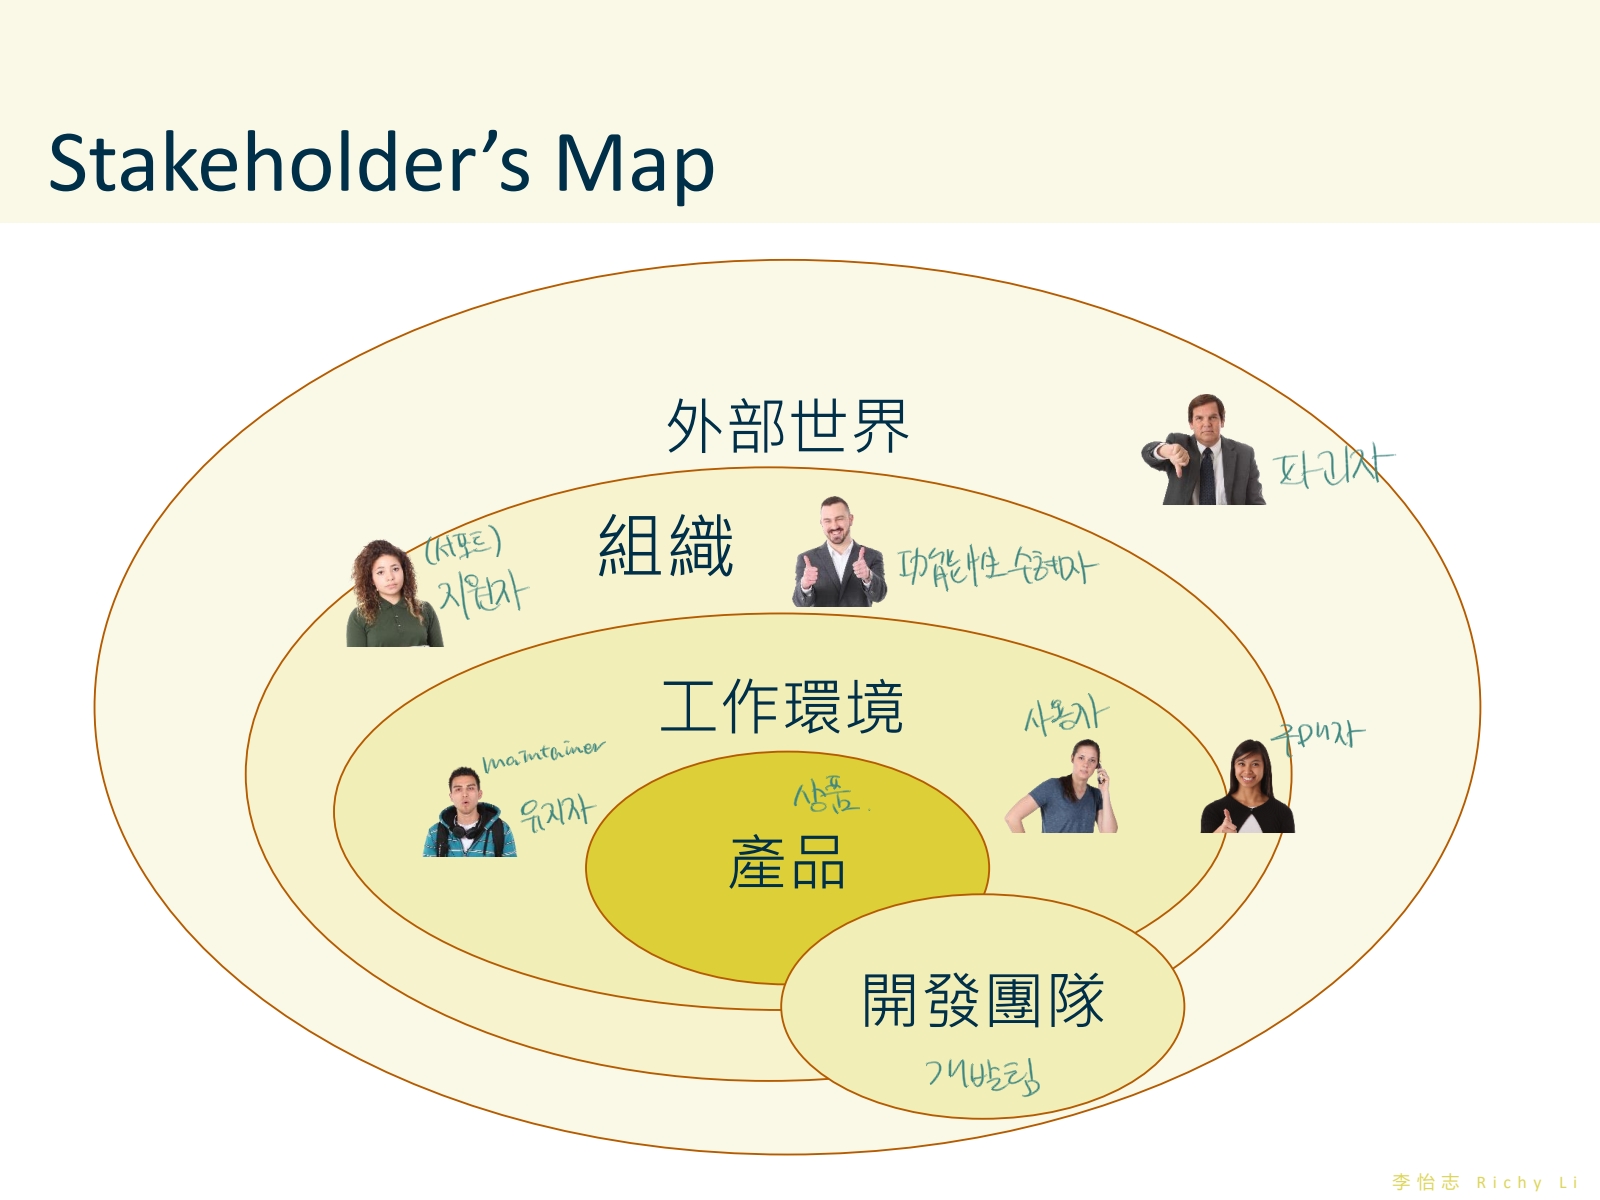 Stakeholder's Map
外部世界
파괴자
組織
(서포트)
지원자
功能性 수혜자
工作環境
사용자
구매자
maintainer
유지자
상품.
產品
開發團隊
개발팀
李怡志 Richy Li